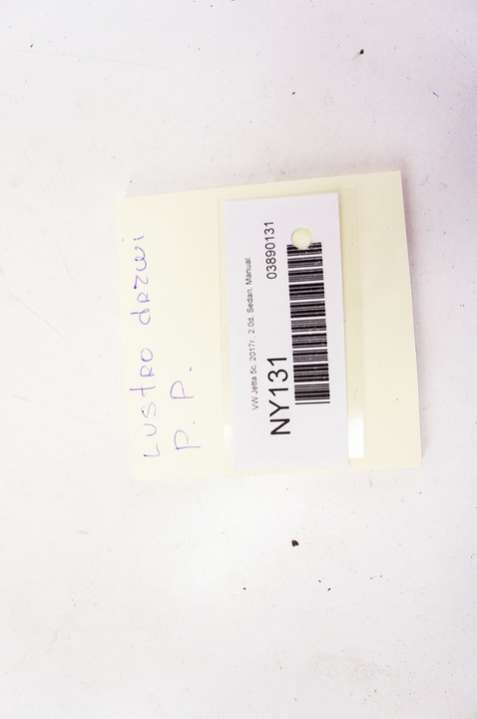 Lustro drzwi
P. P.
VW Jetta 5c. 2017r. 2.0d. Sedan. Manual
NY131
03890131